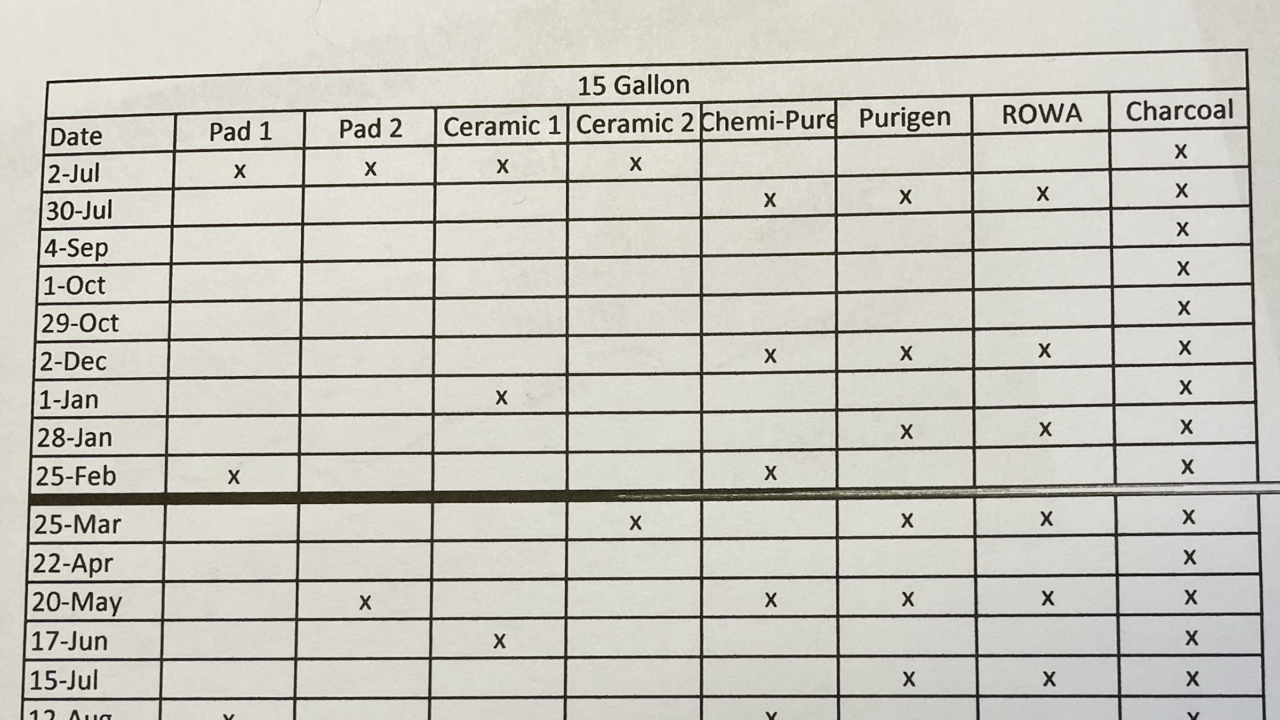 15 Gallon
Date Pad 1 Pad 2 Ceramic 1 Ceramic 2 Chemi-Pure Purigen ROWA Charcoal
2-Jul x x x x x
30-Jul x x x x
4-Sep x
1-Oct x
29-Oct x
2-Dec x x x x
1-Jan x x
28-Jan x x x
25-Feb x x x
25-Mar x x x x
22-Apr x
20-May x x x x x
17-Jun x x
15-Jul x x x
12-Aug x x x